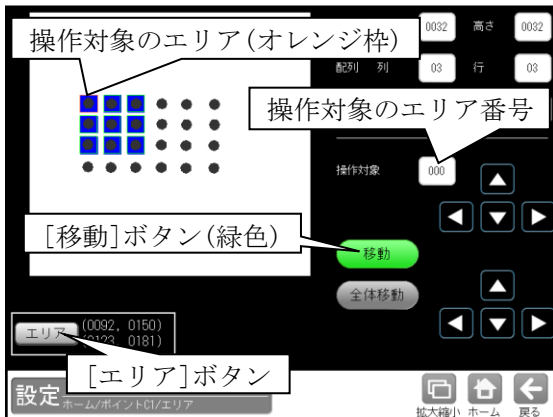 操作対象のエリア(オレンジ枠)
0032 高さ 0032
配列 列 03 行 03
操作対象のエリア番号
操作対象 000
[移動]ボタン(緑色)
移動
全体移動
エリア (0092, 0150)
(0123, 0181)
[エリア]ボタン
設定 ホーム/ポイント01/エリア
拡大縮小 ホーム 戻る